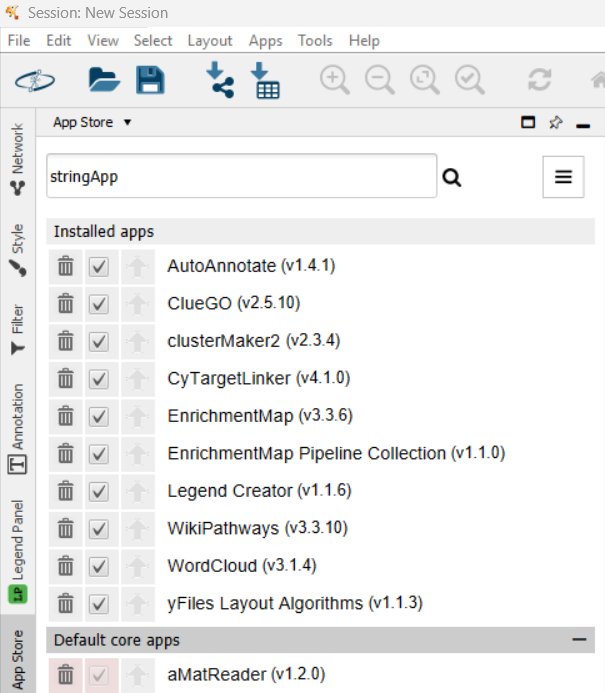 Session: New Session
File Edit View Select Layout Apps Tools Help
App Store
stringApp
Installed apps
AutoAnnotate (v1.4.1)
ClueGO (v2.5.10)
clusterMaker2 (v2.3.4)
CyTargetLinker (v4.1.0)
EnrichmentMap (v3.3.6)
EnrichmentMap Pipeline Collection (v1.1.0)
Legend Creator (v1.1.6)
WikiPathways (v3.3.10)
WordCloud (v3.1.4)
yFiles Layout Algorithms (v1.1.3)
Default core apps
aMatReader (v1.2.0)
Network
Style
Filter
Annotation
T
Legend Panel
LP
App Store